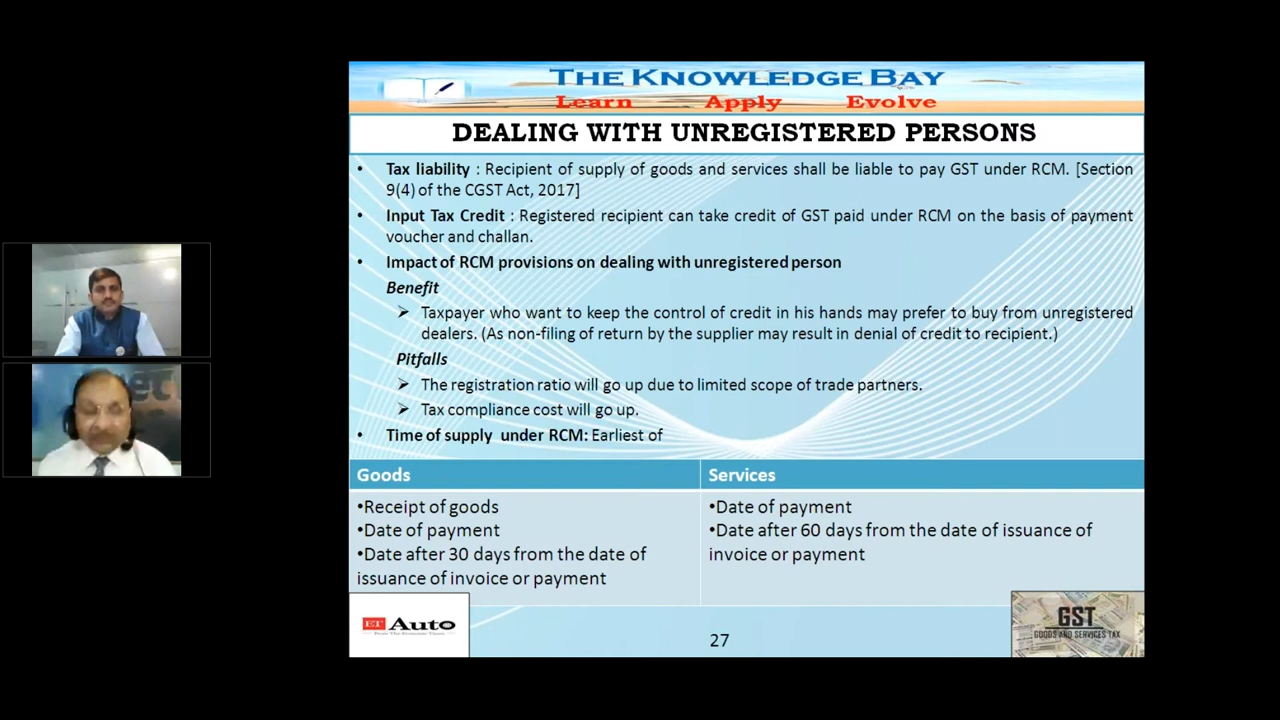 THE KNOWLEDGE BAY
Learn Apply Evolve
DEALING WITH UNREGISTERED PERSONS
• Tax liability : Recipient of supply of goods and services shall be liable to pay GST under RCM. [Section
9(4) of the CGST Act, 2017]
• Input Tax Credit : Registered recipient can take credit of GST paid under RCM on the basis of payment
voucher and challan.
• Impact of RCM provisions on dealing with unregistered person
Benefit
➢ Taxpayer who want to keep the control of credit in his hands may prefer to buy from unregistered
dealers. (As non-filing of return by the supplier may result in denial of credit to recipient.)
Pitfalls
➢ The registration ratio will go up due to limited scope of trade partners.
➢ Tax compliance cost will go up.
• Time of supply under RCM: Earliest of
Goods
•Receipt of goods
•Date of payment
•Date after 30 days from the date of
issuance of invoice or payment
Services
•Date of payment
•Date after 60 days from the date of issuance of
invoice or payment
ET Auto
From The Economic Times
27
GST
GOODS AND SERVICES TAX